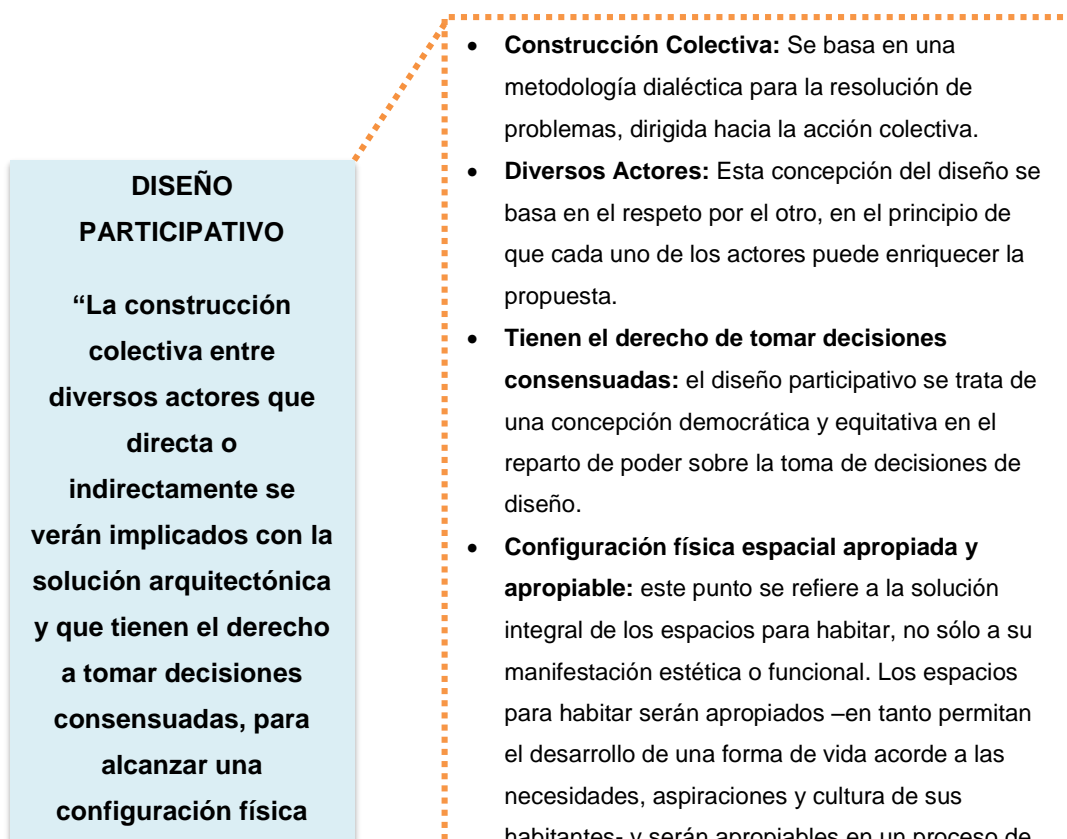 DISEÑO
PARTICIPATIVO
“La construcción
colectiva entre
diversos actores que
directa o
indirectamente se
verán implicados con la
solución arquitectónica
y que tienen el derecho
a tomar decisiones
consensuadas, para
alcanzar una
configuración física
• Construcción Colectiva: Se basa en una
metodología dialéctica para la resolución de
problemas, dirigida hacia la acción colectiva.
• Diversos Actores: Esta concepción del diseño se
basa en el respeto por el otro, en el principio de
que cada uno de los actores puede enriquecer la
propuesta.
• Tienen el derecho de tomar decisiones
consensuadas: el diseño participativo se trata de
una concepción democrática y equitativa en el
reparto de poder sobre la toma de decisiones de
diseño.
• Configuración física espacial apropiada y
apropiable: este punto se refiere a la solución
integral de los espacios para habitar, no sólo a su
manifestación estética o funcional. Los espacios
para habitar serán apropiados –en tanto permitan
el desarrollo de una forma de vida acorde a las
necesidades, aspiraciones y cultura de sus
habitantes- y serán apropiables en un proceso de